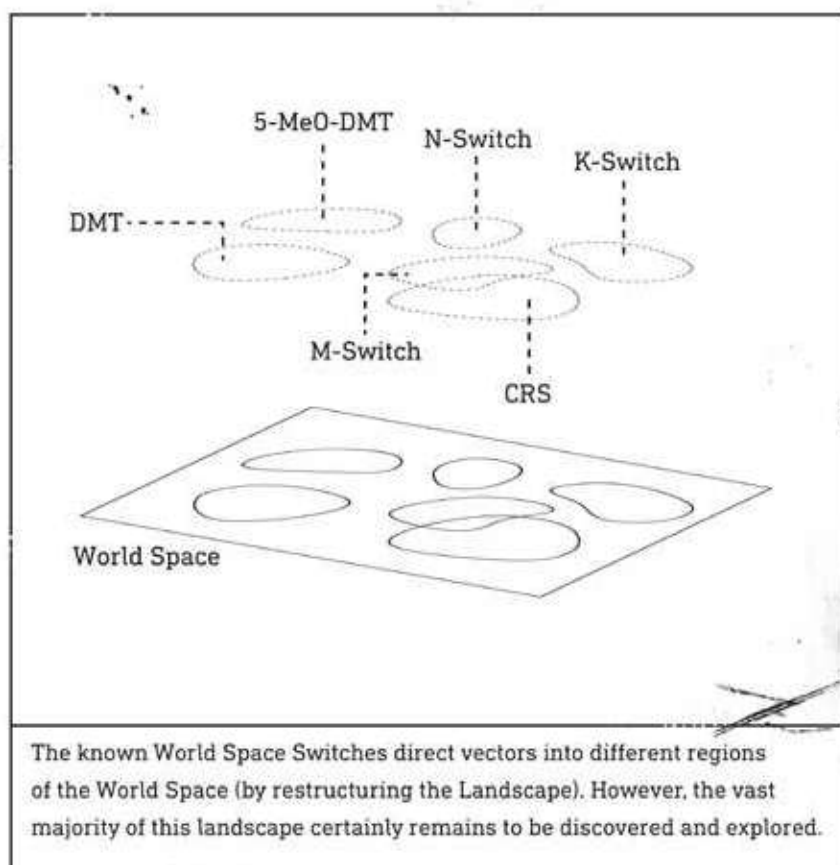 5-MeO-DMT
N-Switch
K-Switch
DMT
M-Switch
CRS
World Space
The known World Space Switches direct vectors into different regions
of the World Space (by restructuring the Landscape). However, the vast
majority of this landscape certainly remains to be discovered and explored.